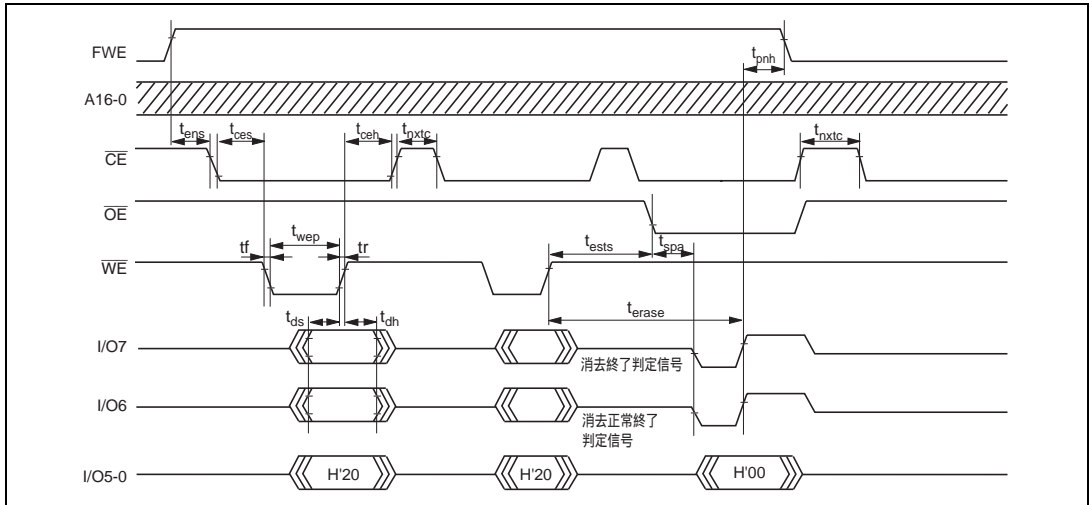 FWE
t_pnh
A16-0
t_ens t_ces t_ceh t_nxtc t_nxtc
CE
OE
t_wep t_ests t_spa
tf tr
WE
t_ds t_dh t_erase
I/O7
消去終了判定信号
I/O6
消去正常終了
判定信号
I/O5-0 H'20 H'20 H'00